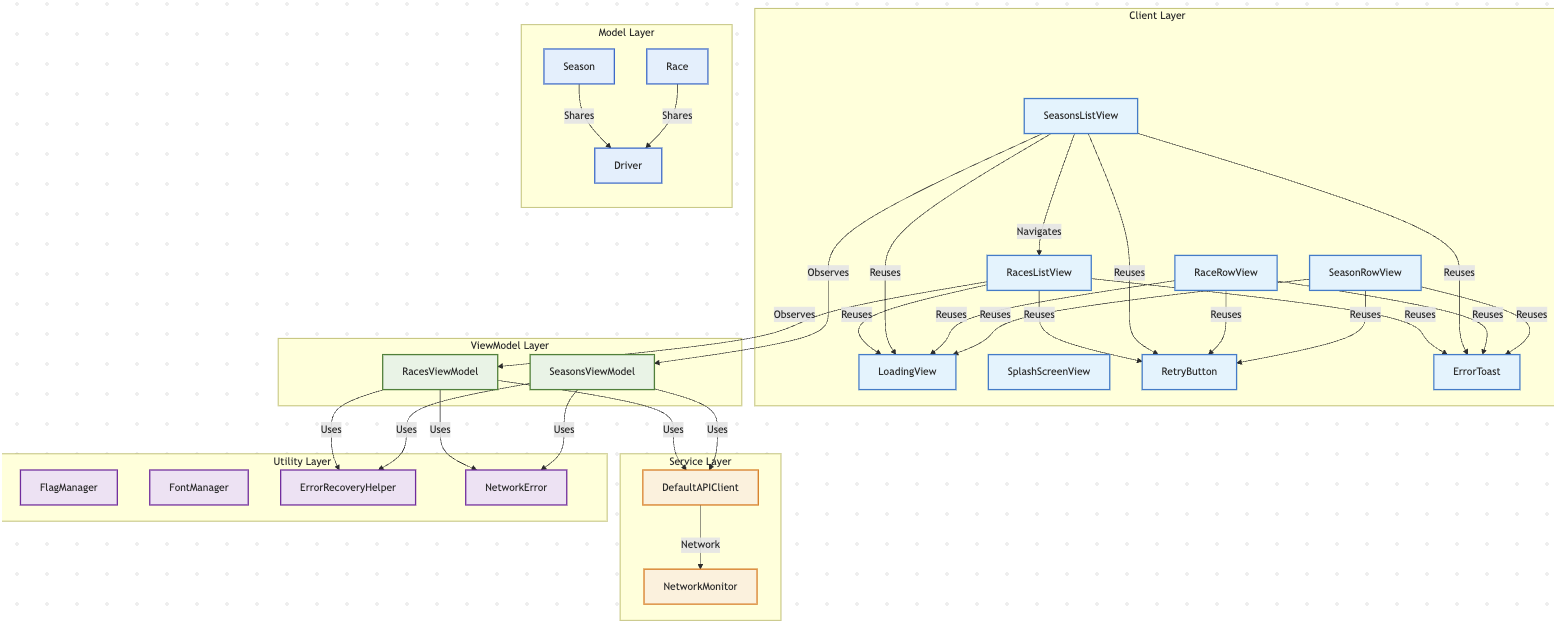 Client Layer
Model Layer
Season
Race
SeasonsListView
Shares
Shares
Driver
Navigates
Observes
Reuses
RacesListView
Reuses
RaceRowView
SeasonRowView
Reuses
Observes
Reuses
Reuses
Reuses
Reuses
Reuses
Reuses
Reuses
Reuses
ViewModel Layer
RacesViewModel
SeasonsViewModel
LoadingView
SplashScreenView
RetryButton
ErrorToast
Uses
Uses
Uses
Uses
Uses
Uses
Utility Layer
Service Layer
FlagManager
FontManager
ErrorRecoveryHelper
NetworkError
DefaultAPIClient
Network
NetworkMonitor